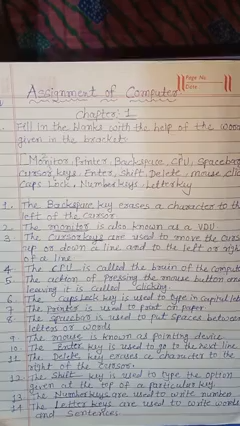 Page No
Date
Assignment of Computer
Chapter: 1
Fill in the blanks with the help of the words
given in the brackets
Monitor, Printer, Backspace, CPU, Spacebar
Cursor keys, Enter, Shift, Delete, mouse, click
Caps Lock, Number keys, Letter key
1. The Backspace key erases a character to the
left of the cursor
2. The monitor is also known as a VDU
3 The Cursor keys are used to move the cursor
up or down a line and to the left or right
of a line
4 The CPU is called the brain of the computer
5. The action of pressing the mouse button and
leaving it is called clicking
6 The Caps Lock key is used to type in capital
7 The Printer is used to print on paper
8 The Spacebar is used to put spaces between
letters or words
9 The mouse is known as pointing device
10 The Enter key is used to go to the next line
11 The Delete key erases a character to the
right of the cursor.
12 The Shift key is used to type the option
given at the top of a particular key
13 The Number keys are used to write number
14 The Letter keys are used to write words
and Sentences